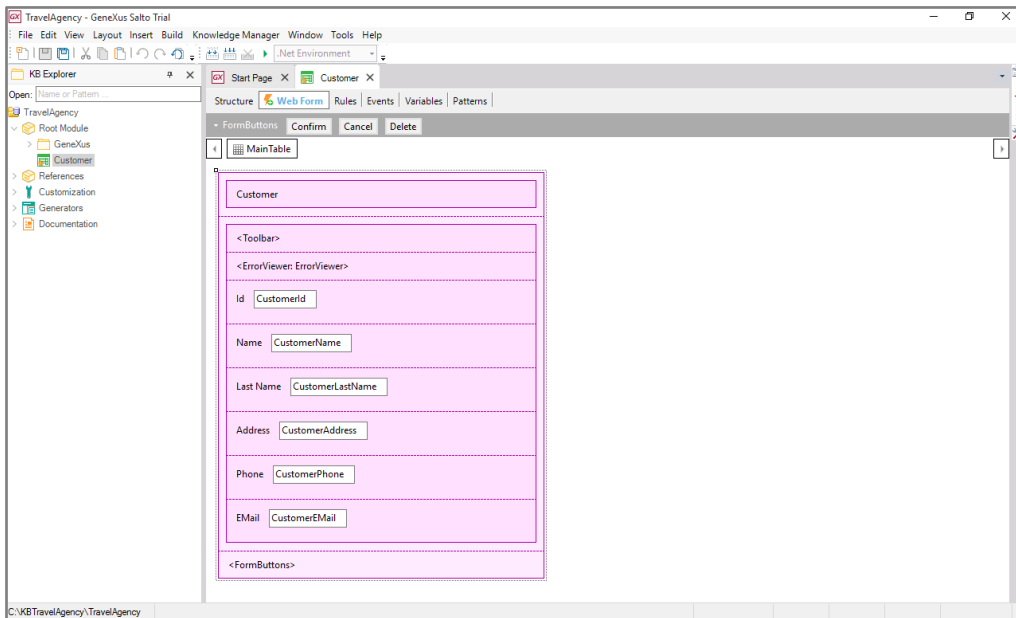 GX TravelAgency - GeneXus Salto Trial
File Edit View Layout Insert Build Knowledge Manager Window Tools Help
.Net Environment
KB Explorer
GX Start Page Customer
Open: Name or Pattern ...
Structure Web Form Rules Events Variables Patterns
TravelAgency
FormButtons Confirm Cancel Delete
Root Module
GeneXus
MainTable
Customer
References
Customization
Generators
Documentation
Customer
<Toolbar>
<ErrorViewer: ErrorViewer>
Id CustomerId
Name CustomerName
Last Name CustomerLastName
Address CustomerAddress
Phone CustomerPhone
EMail CustomerEMail
<FormButtons>
C:\KBTravelAgency\TravelAgency